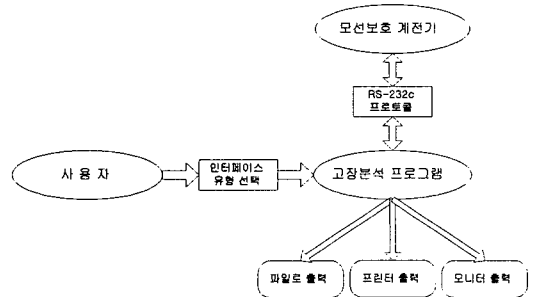 모선보호 계전기
RS-232c
프로토콜
사 용 자
인터페이스
유형 선택
고장분석 프로그램
파일로 출력
프린터 출력
모니터 출력